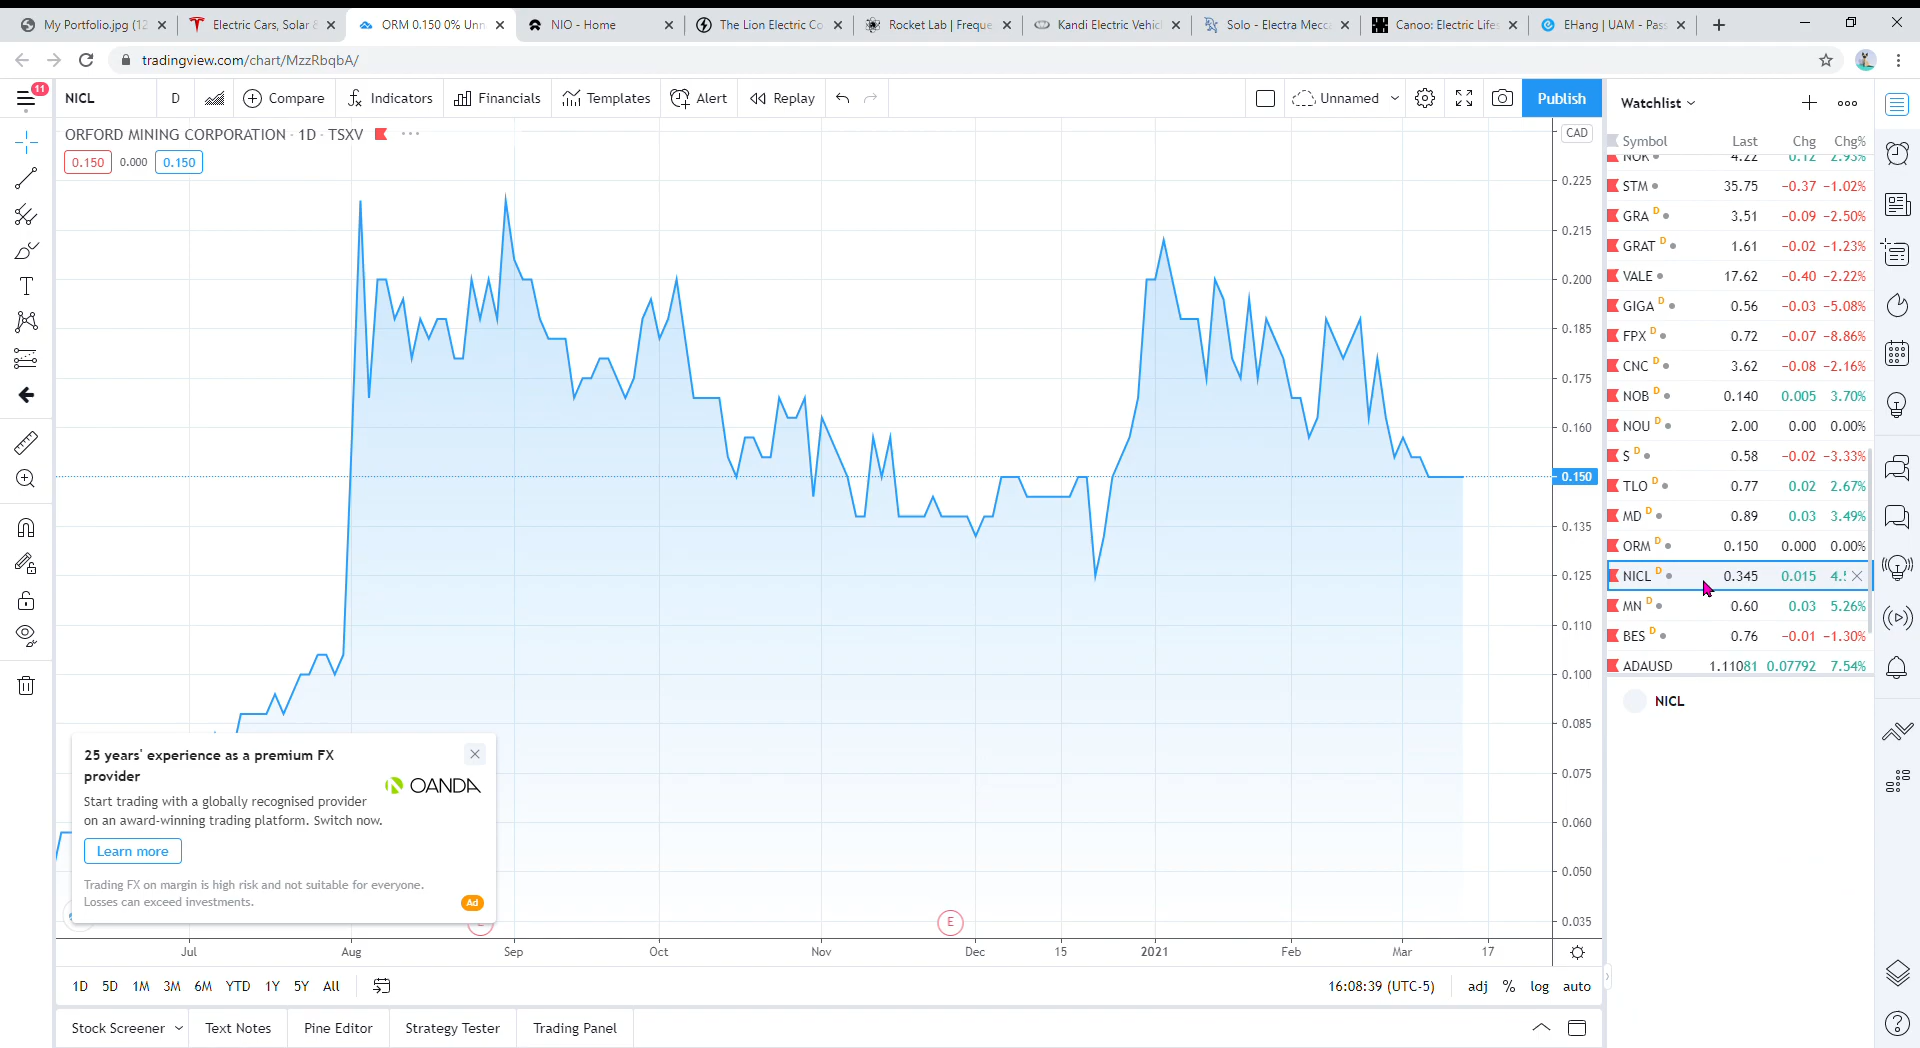 My Portfolio.jpg (12
Electric Cars, Solar &
ORM 0.150 0% Unn
NIO - Home
The Lion Electric Co
Rocket Lab | Freque
Kandi Electric Vehic
Solo - Electra Mecc
Canoo: Electric Lifes
EHang | UAM - Pass
tradingview.com/chart/MzzRbqbA/
11
NICL
D
Compare
Indicators
Financials
Templates
Alert
Replay
Unnamed
Publish
ORFORD MINING CORPORATION · 1D · TSXV
0.150
0.000
0.150
CAD
0.225
0.215
0.200
0.185
0.175
0.160
0.150
0.135
0.125
0.110
0.100
0.085
0.075
0.060
0.050
0.035
25 years' experience as a premium FX
provider
OANDA
Start trading with a globally recognised provider
on an award-winning trading platform. Switch now.
Learn more
Trading FX on margin is high risk and not suitable for everyone.
Losses can exceed investments.
Ad
E
Jul
Aug
Sep
Oct
Nov
Dec
15
2021
Feb
Mar
17
1D 5D 1M 3M 6M YTD 1Y 5Y All
16:08:39 (UTC-5)
adj % log auto
Stock Screener
Text Notes
Pine Editor
Strategy Tester
Trading Panel
Watchlist
Symbol Last Chg Chg%
NOK 4.22 0.12 2.93%
STM 35.75 −0.37 −1.02%
GRA D 3.51 −0.09 −2.50%
GRAT D 1.61 −0.02 −1.23%
VALE 17.62 −0.40 −2.22%
GIGA D 0.56 −0.03 −5.08%
FPX D 0.72 −0.07 −8.86%
CNC D 3.62 −0.08 −2.16%
NOB D 0.140 0.005 3.70%
NOU D 2.00 0.00 0.00%
S D 0.58 −0.02 −3.33%
TLO D 0.77 0.02 2.67%
MD D 0.89 0.03 3.49%
ORM D 0.150 0.000 0.00%
NICL D 0.345 0.015 4.5
MN D 0.60 0.03 5.26%
BES D 0.76 −0.01 −1.30%
ADAUSD 1.11081 0.07792 7.54%
NICL